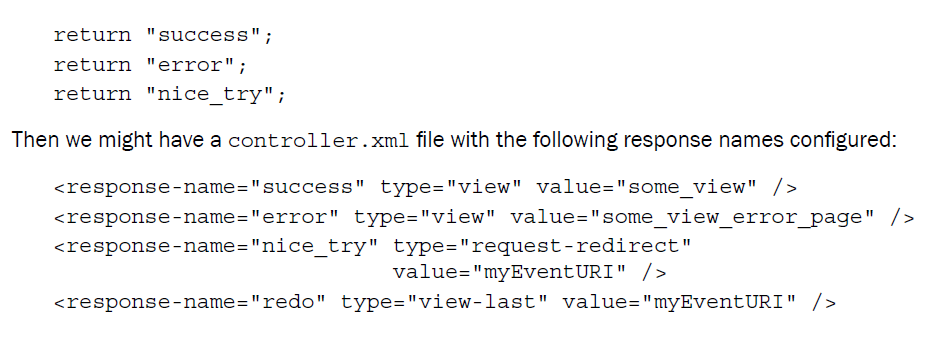 return "success";
return "error";
return "nice_try";
Then we might have a controller.xml file with the following response names configured:
<response-name="success" type="view" value="some_view" />
<response-name="error" type="view" value="some_view_error_page" />
<response-name="nice_try" type="request-redirect"
value="myEventURI" />
<response-name="redo" type="view-last" value="myEventURI" />